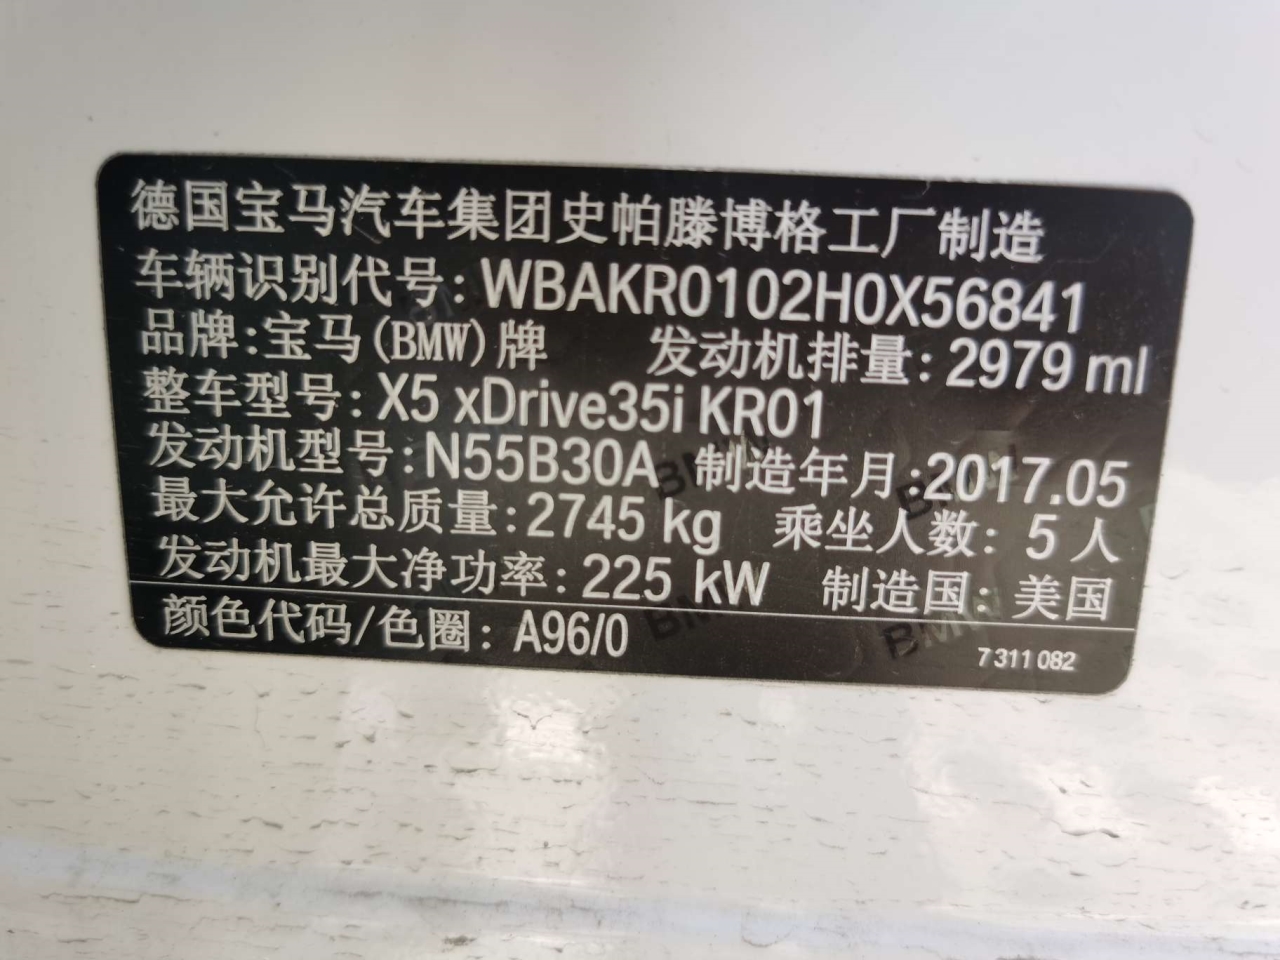 德国宝马汽车集团史帕滕博格工厂制造
车辆识别代号: WBAKR0102H0X56841
品牌:宝马(BMW)牌 发动机排量: 2979 ml
整车型号: X5 xDrive35i KR01
发动机型号: N55B30A 制造年月:2017.05
最大允许总质量: 2745 kg 乘坐人数: 5 人
发动机最大净功率: 225 kW 制造国: 美国
颜色代码/色圈: A96/0
7 311 082